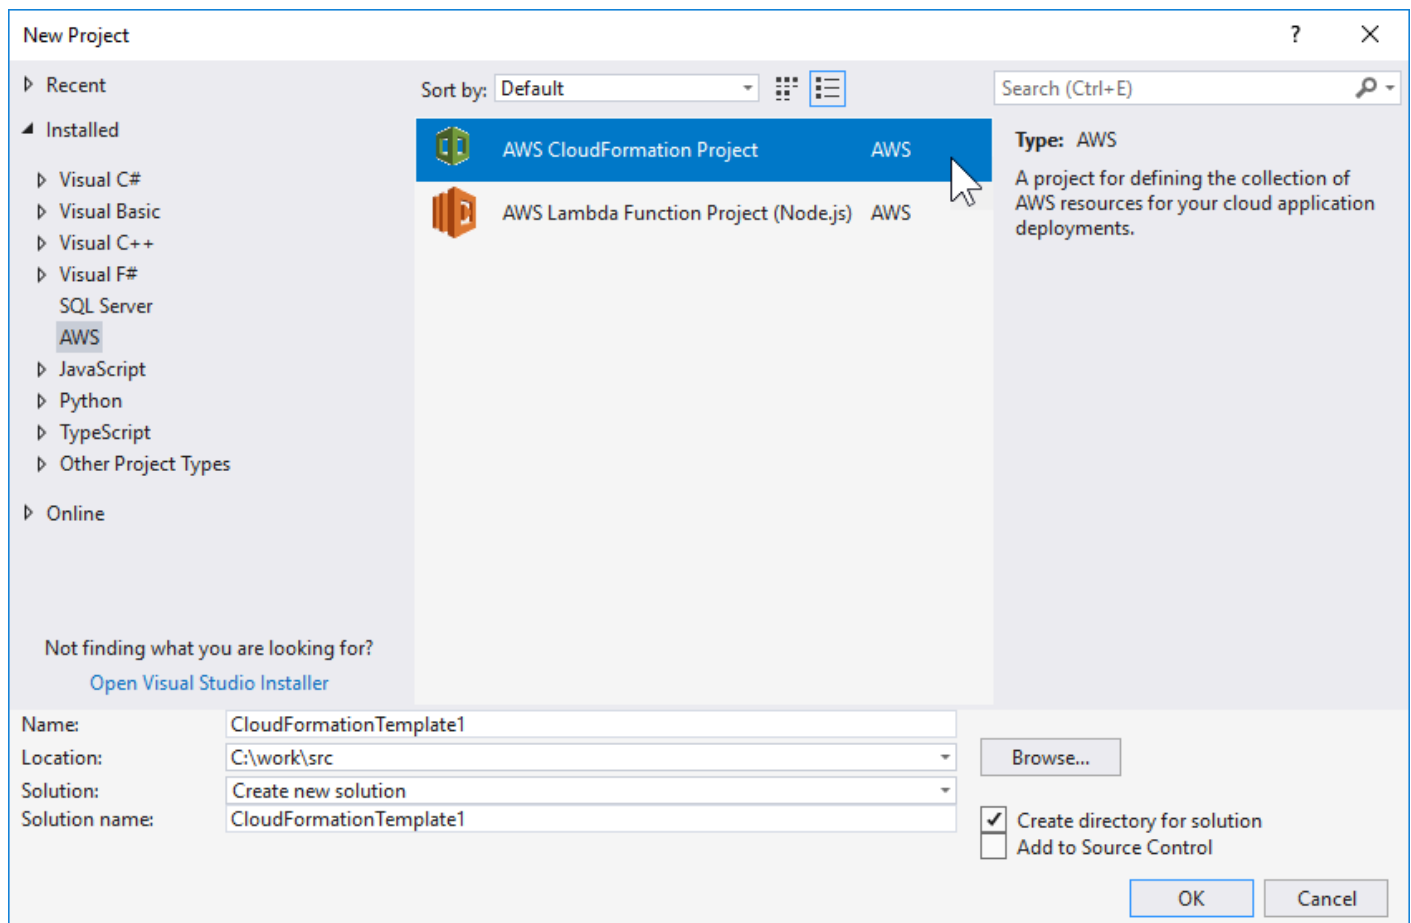 New Project
?
Recent
Installed
Visual C#
Visual Basic
Visual C++
Visual F#
SQL Server
AWS
JavaScript
Python
TypeScript
Other Project Types
Online
Not finding what you are looking for?
Open Visual Studio Installer
Sort by: Default
AWS CloudFormation Project AWS
AWS Lambda Function Project (Node.js) AWS
Search (Ctrl+E)
Type: AWS
A project for defining the collection of
AWS resources for your cloud application
deployments.
Name: CloudFormationTemplate1
Location: C:\work\src
Browse...
Solution: Create new solution
Solution name: CloudFormationTemplate1
Create directory for solution
Add to Source Control
OK Cancel